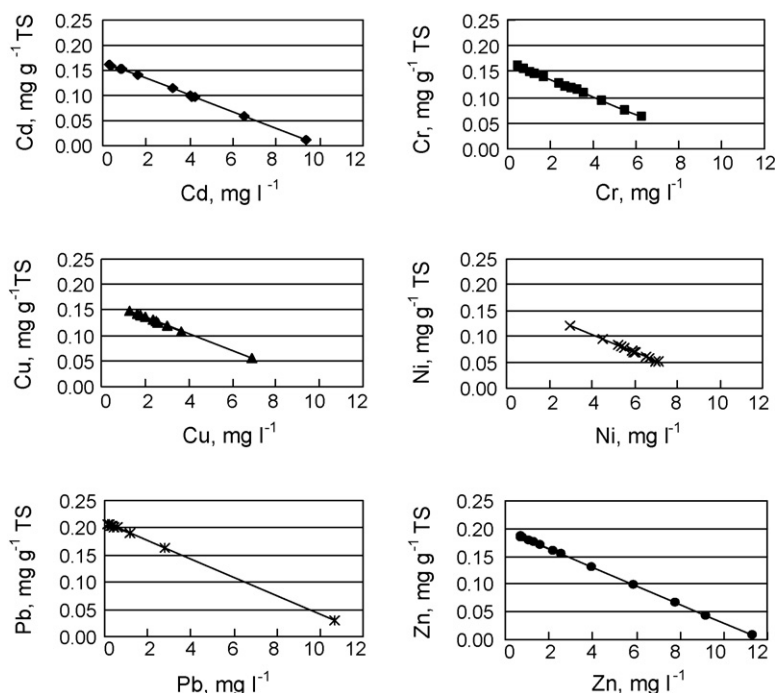 Cd, mg g⁻¹ TS
0.25
0.20
0.15
0.10
0.05
0.00
0 2 4 6 8 10 12
Cd, mg l ⁻¹
Cr, mg g⁻¹ TS
0.25
0.20
0.15
0.10
0.05
0.00
0 2 4 6 8 10 12
Cr, mg l⁻¹
Cu, mg g⁻¹TS
0.25
0.20
0.15
0.10
0.05
0.00
0 2 4 6 8 10 12
Cu, mg l⁻¹
Ni, mg g⁻¹ TS
0.25
0.20
0.15
0.10
0.05
0.00
0 2 4 6 8 10 12
Ni, mg l⁻¹
Pb, mg g⁻¹ TS
0.25
0.20
0.15
0.10
0.05
0.00
0 2 4 6 8 10 12
Pb, mg l⁻¹
Zn, mg g⁻¹ TS
0.25
0.20
0.15
0.10
0.05
0.00
0 2 4 6 8 10 12
Zn, mg l⁻¹